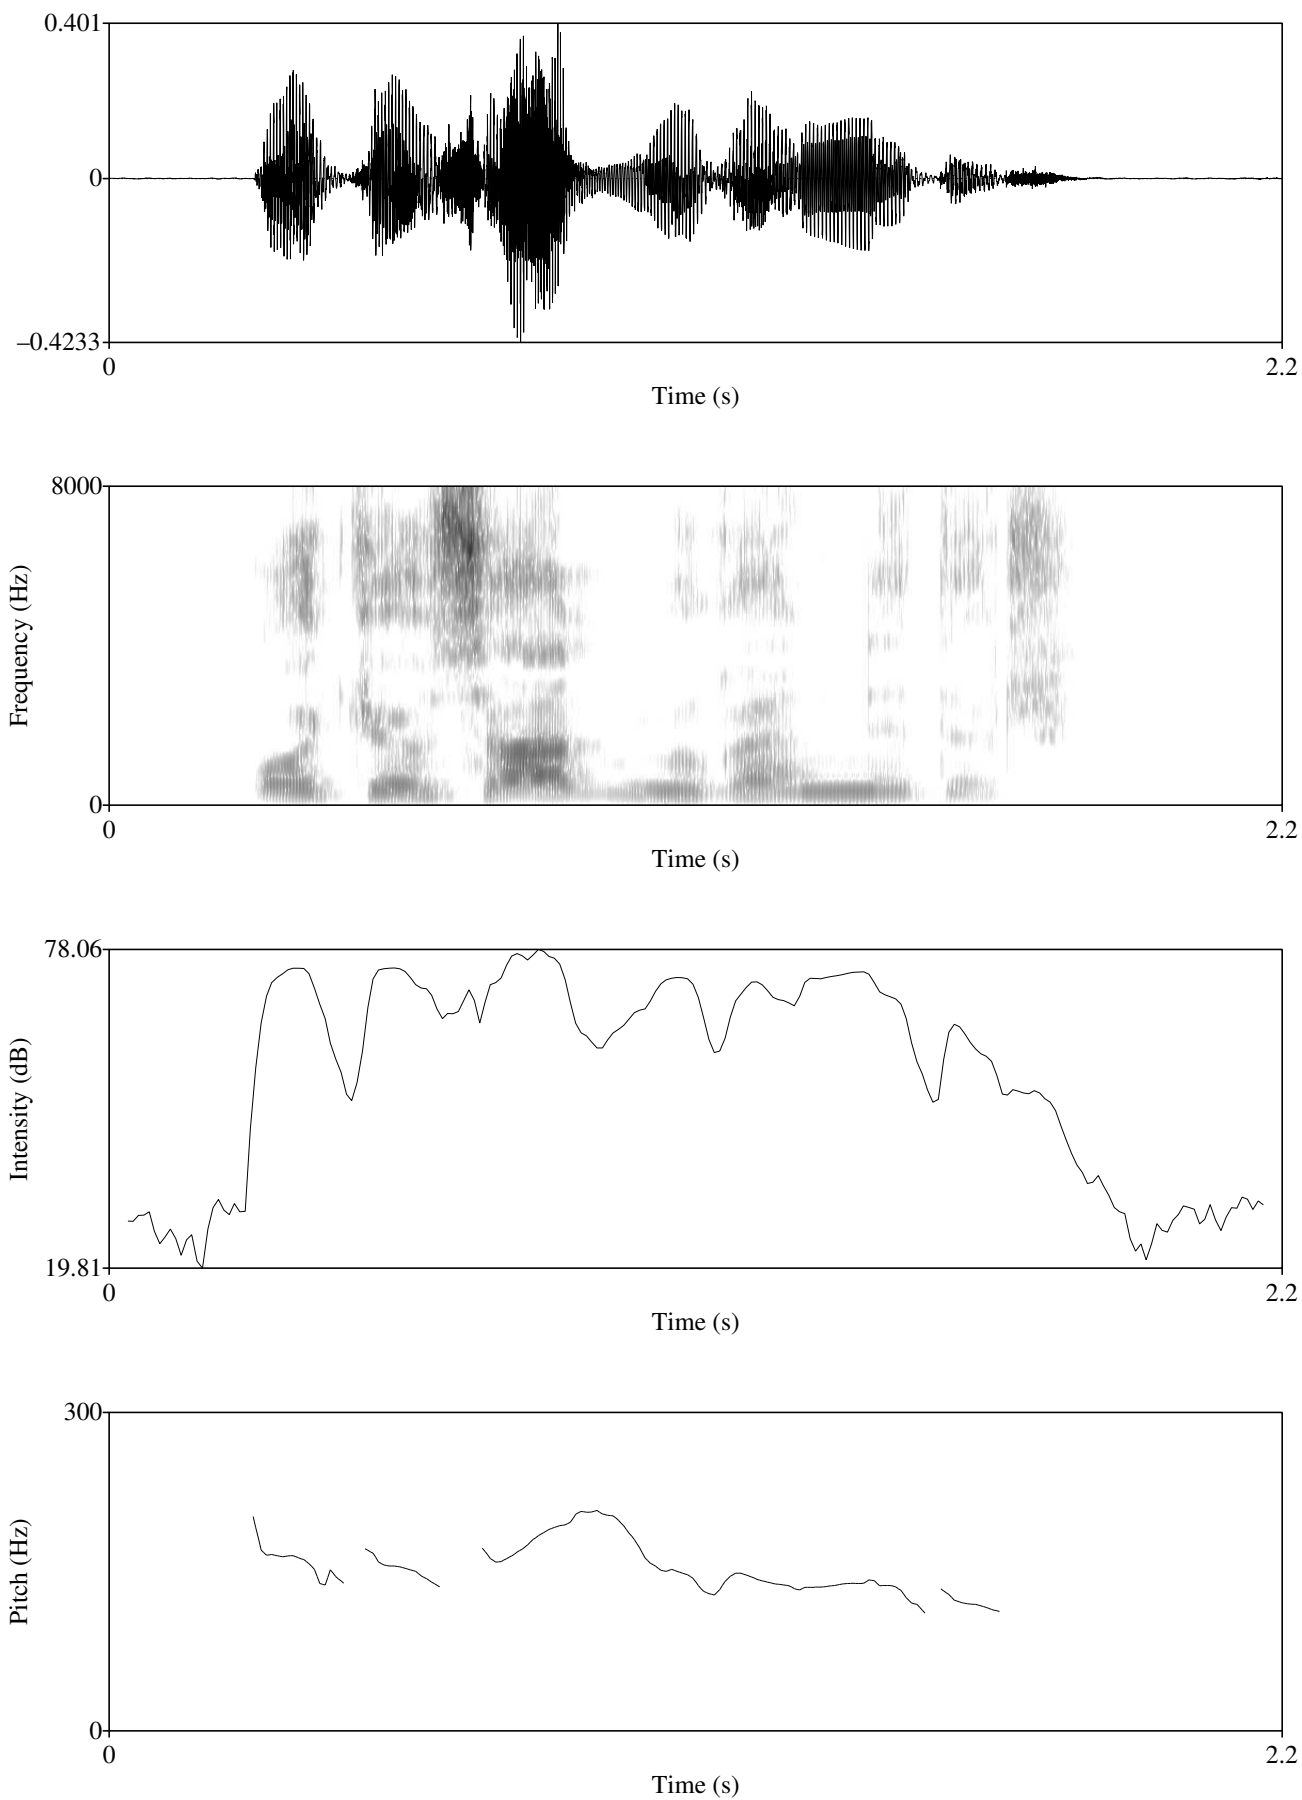 0.401
0
–0.4233
0 2.2
Time (s)
8000
Frequency (Hz)
0
0 2.2
Time (s)
78.06
Intensity (dB)
19.81
0 2.2
Time (s)
300
Pitch (Hz)
0
0 2.2
Time (s)